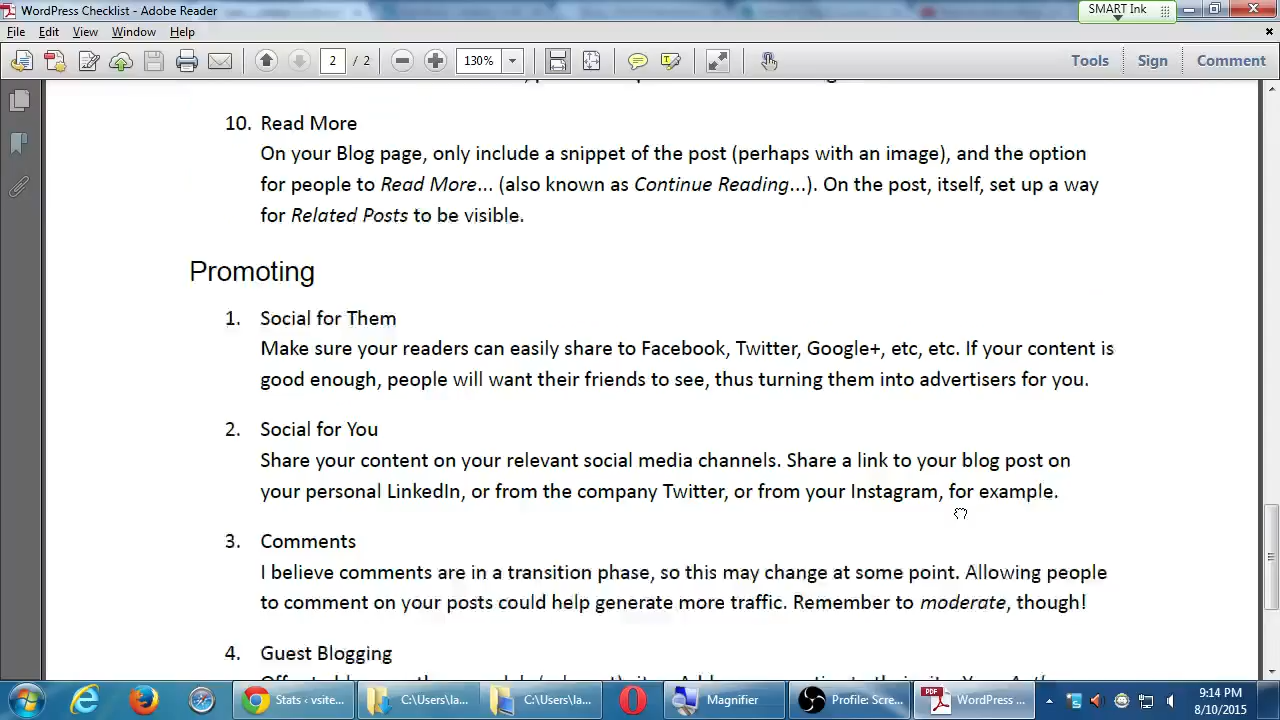 WordPress Checklist - Adobe Reader
SMART Ink
File Edit View Window Help
2 / 2 130% Tools Sign Comment
10. Read More
On your Blog page, only include a snippet of the post (perhaps with an image), and the option
for people to Read More... (also known as Continue Reading...). On the post, itself, set up a way
for Related Posts to be visible.
Promoting
1. Social for Them
Make sure your readers can easily share to Facebook, Twitter, Google+, etc, etc. If your content is
good enough, people will want their friends to see, thus turning them into advertisers for you.
2. Social for You
Share your content on your relevant social media channels. Share a link to your blog post on
your personal LinkedIn, or from the company Twitter, or from your Instagram, for example.
3. Comments
I believe comments are in a transition phase, so this may change at some point. Allowing people
to comment on your posts could help generate more traffic. Remember to moderate, though!
4. Guest Blogging
Stats ‹ vsite... C:\Users\la... C:\Users\la... Magnifier Profile: Scre... PDF WordPress ... 9:14 PM
8/10/2015